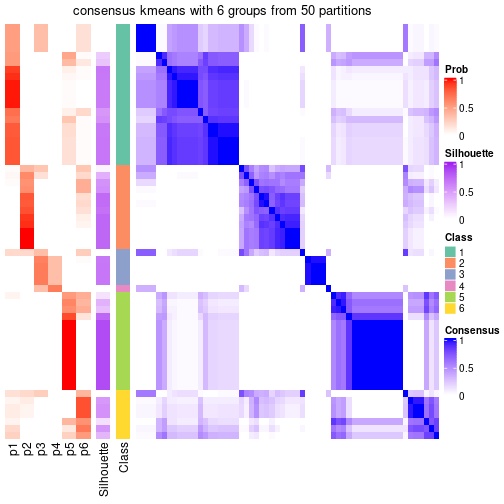 consensus kmeans with 6 groups from 50 partitions
Prob
1
0.5
0
Silhouette
1
0.5
0
Class
1
2
3
4
5
6
Consensus
1
0.5
0
p1
p2
p3
p4
p5
p6
Silhouette
Class